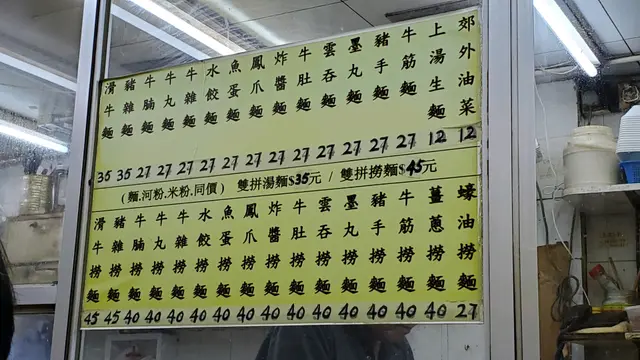 郊外油菜 12
上湯生麵 12
牛筋麵 27
豬手麵 27
墨丸麵 27
雲吞麵 27
牛肚麵 27
炸醬麵 27
鳳爪麵 27
魚蛋麵 27
水餃麵 27
牛雜麵 27
牛丸麵 27
牛腩麵 27
豬雜麵 35
滑牛麵 35
(麵.河粉.米粉.同價) 雙拼湯麵$35元 / 雙拼撈麵$45元
蠔油撈麵 27
薑蔥撈麵 40
牛筋撈麵 40
豬手撈麵 40
墨丸撈麵 40
雲吞撈麵 40
牛肚撈麵 40
炸醬撈麵 40
鳳爪撈麵 40
魚蛋撈麵 40
水餃撈麵 40
牛雜撈麵 40
牛丸撈麵 40
牛腩撈麵 40
豬雜撈麵 45
滑牛撈麵 45